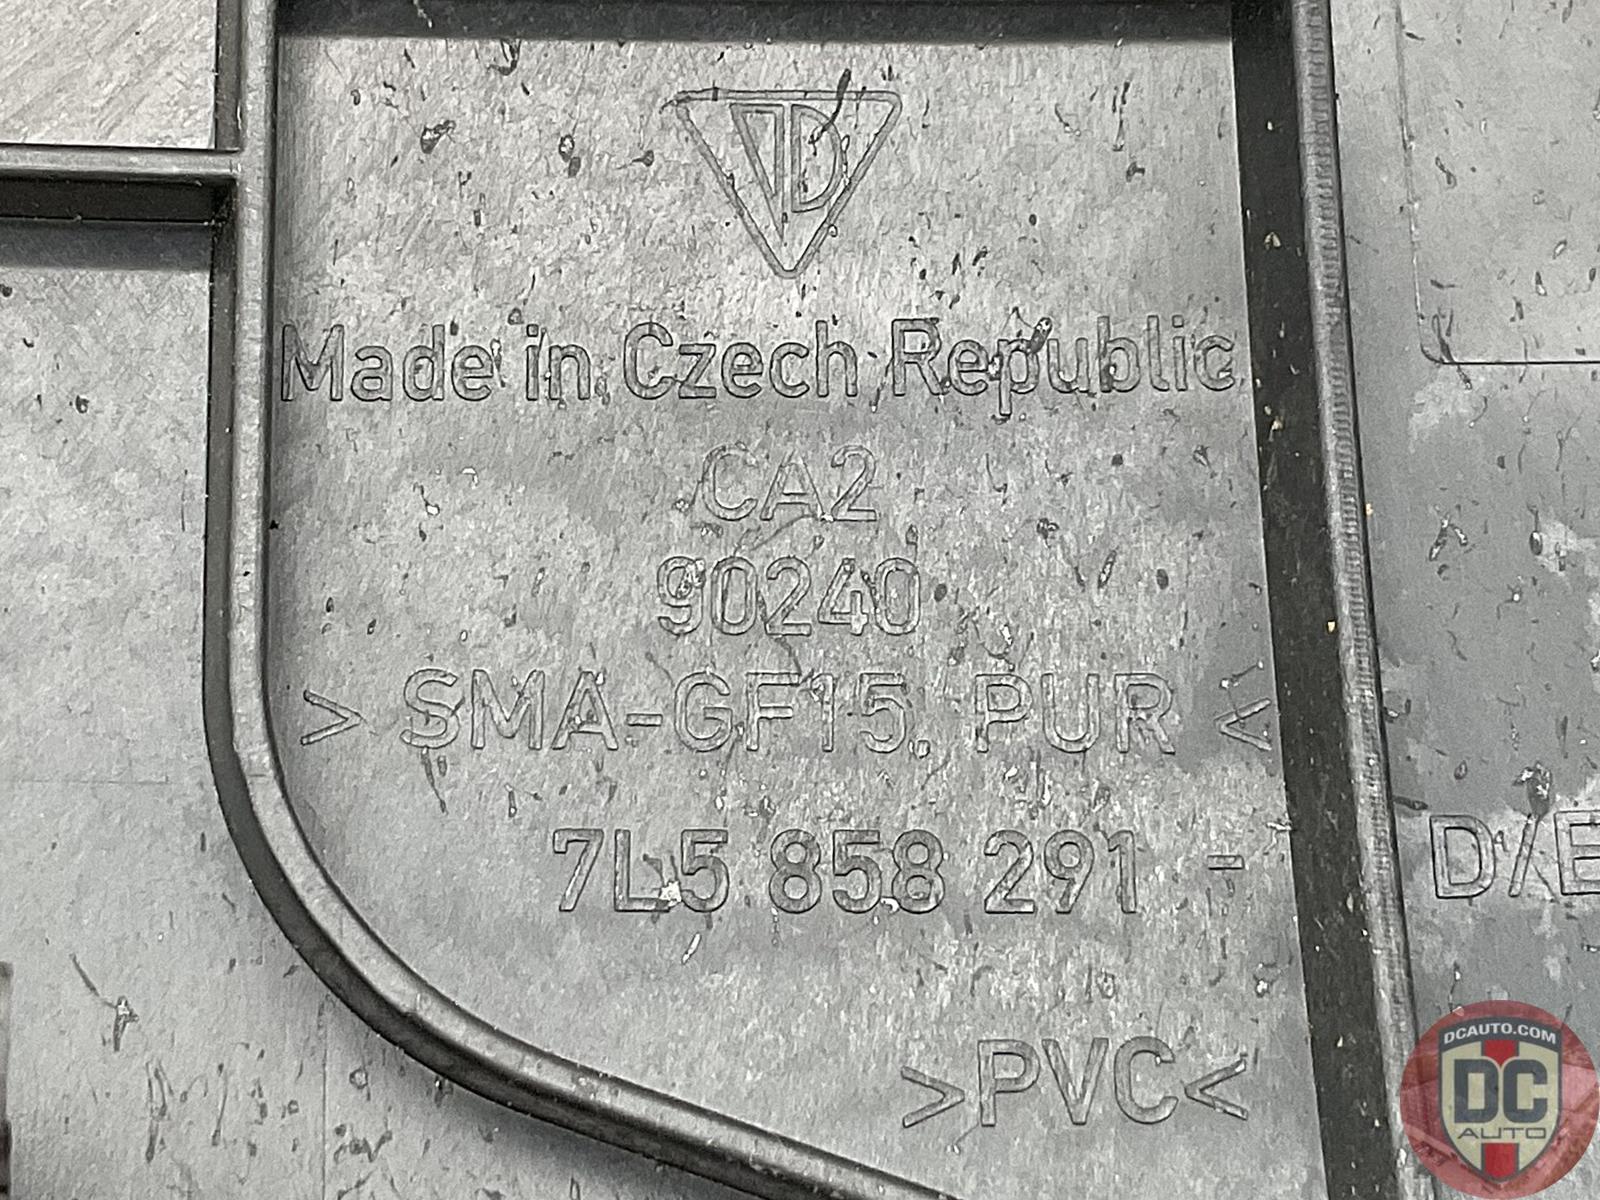 Made in Czech Republic
CA2
90240
> SMA-GF15. PUR <
7L5 858 291 -
D/E
>PVC<
DCAUTO.COM
DC
AUTO